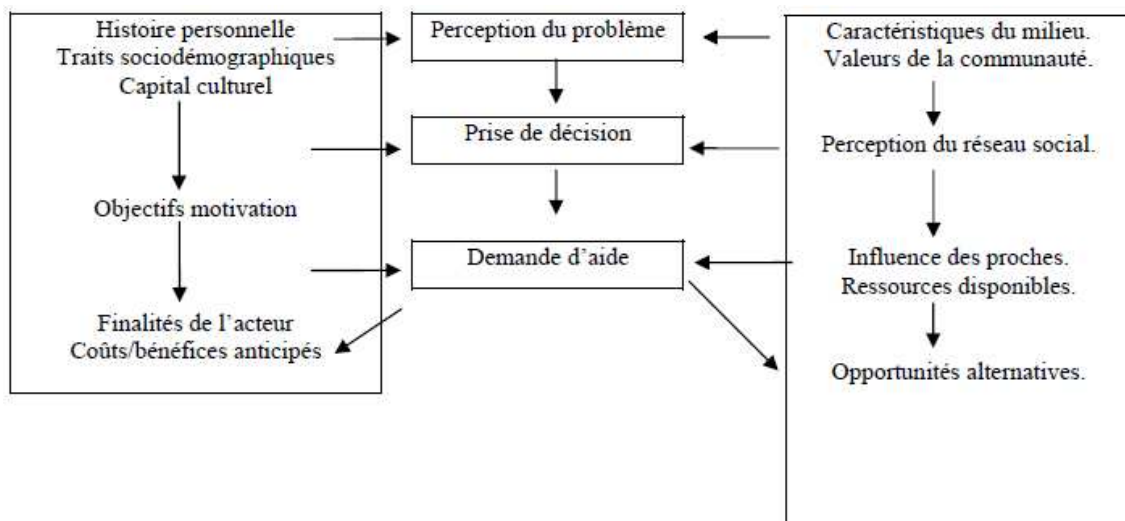 Histoire personnelle
Traits sociodémographiques
Capital culturel
Objectifs motivation
Finalités de l’acteur
Coûts/bénéfices anticipés
Perception du problème
Prise de décision
Demande d’aide
Caractéristiques du milieu.
Valeurs de la communauté.
Perception du réseau social.
Influence des proches.
Ressources disponibles.
Opportunités alternatives.